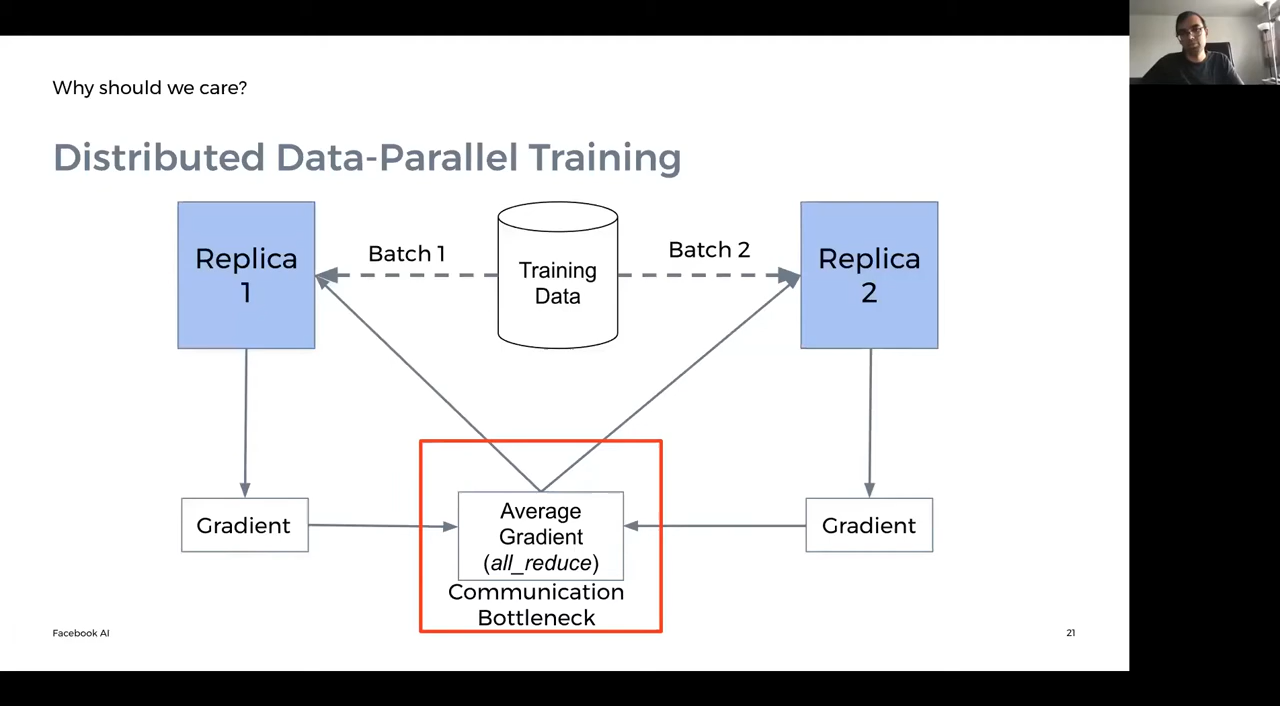 Why should we care?
Distributed Data-Parallel Training
Replica
1
Batch 1
Training
Data
Batch 2
Replica
2
Gradient
Average
Gradient
(all_reduce)
Communication
Bottleneck
Gradient
Facebook AI
21